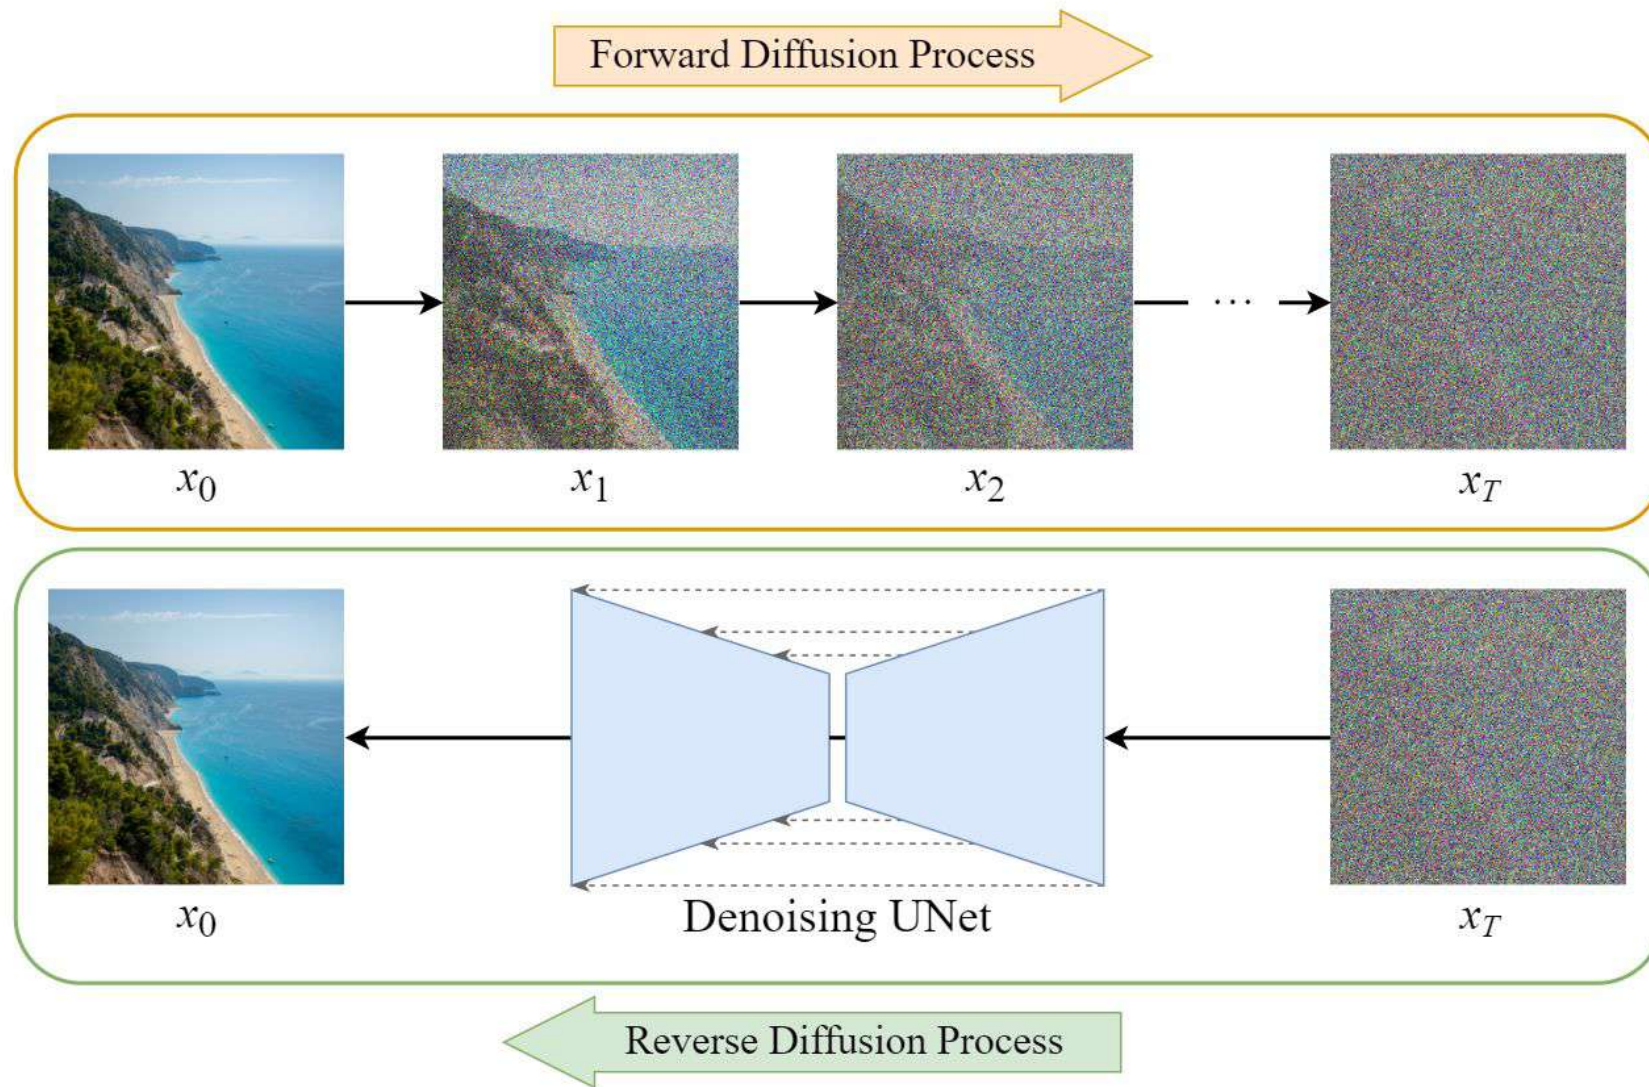 Forward Diffusion Process
...
x0 x1 x2 xT
x0 Denoising UNet xT
Reverse Diffusion Process